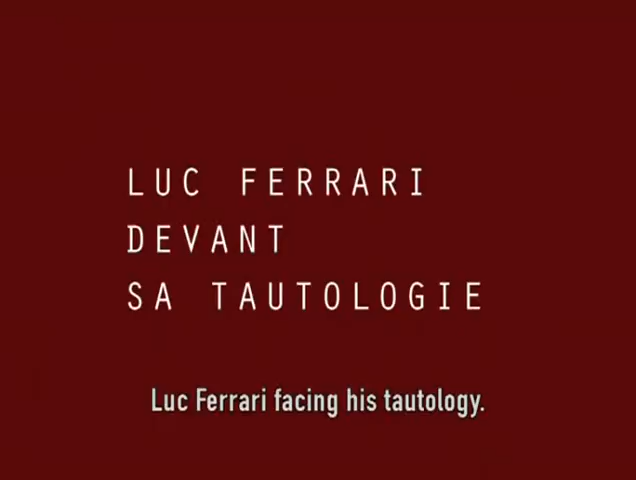 LUC FERRARI
DEVANT
SA TAUTOLOGIE
Luc Ferrari facing his tautology.